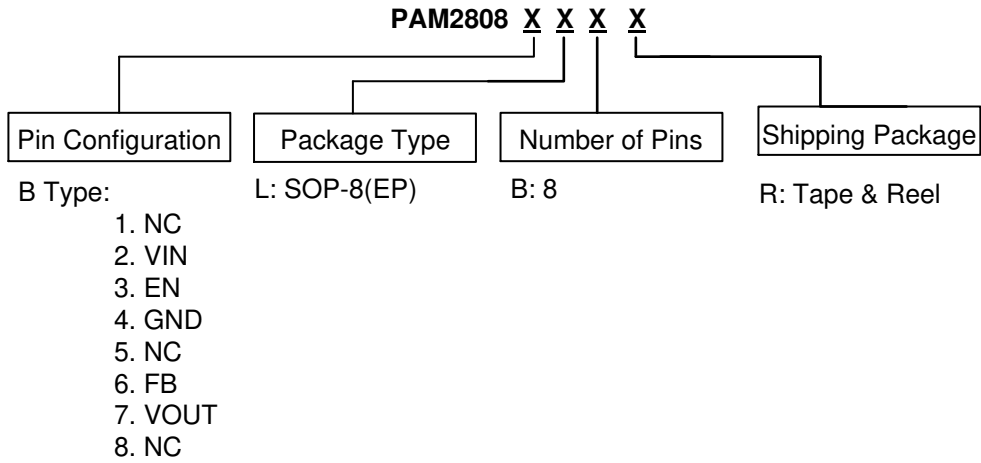 PAM2808 X X X X
Pin Configuration
Package Type
Number of Pins
Shipping Package
B Type:
L: SOP-8(EP)
B: 8
R: Tape & Reel
1. NC
2. VIN
3. EN
4. GND
5. NC
6. FB
7. VOUT
8. NC